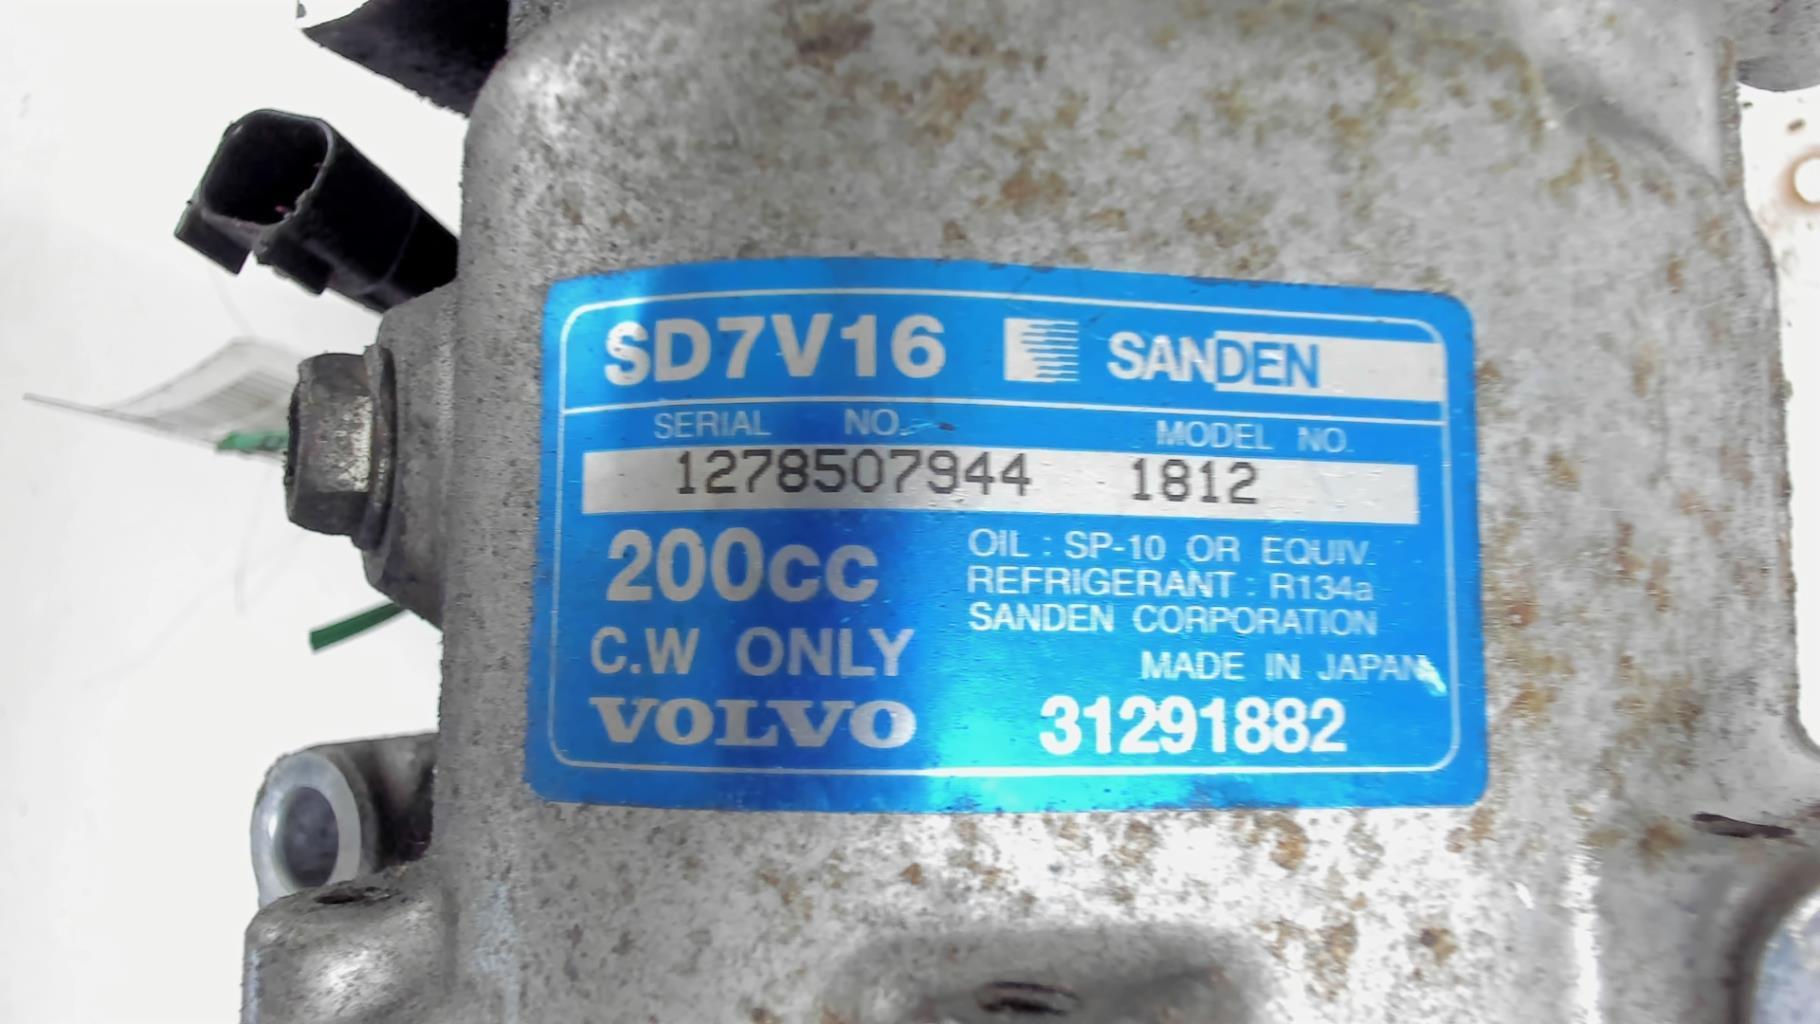 SD7V16 SANDEN
SERIAL NO. MODEL NO.
1278507944 1812
200cc
C.W ONLY
VOLVO
OIL : SP-10 OR EQUIV.
REFRIGERANT : R134a
SANDEN CORPORATION
MADE IN JAPAN
31291882